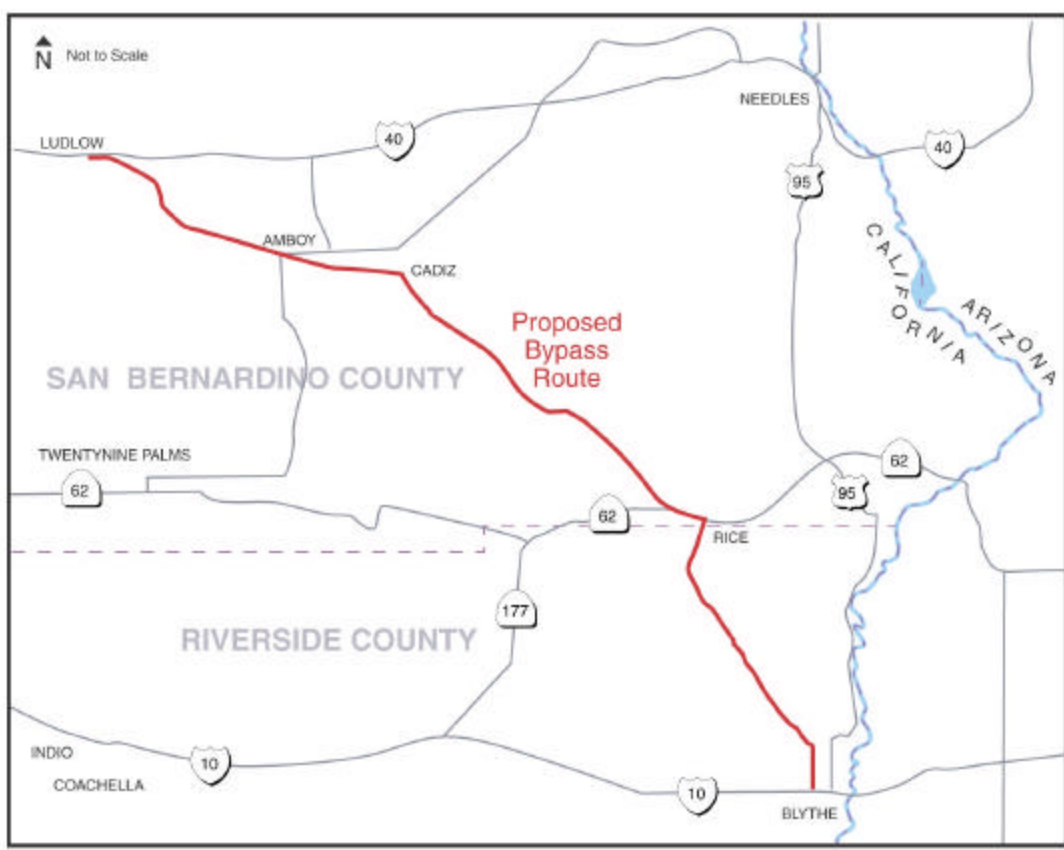 N Not to Scale
NEEDLES
LUDLOW
40
40
95
CALIFORNIA
ARIZONA
AMBOY
CADIZ
Proposed
Bypass
Route
SAN BERNARDINO COUNTY
TWENTYNINE PALMS
62
62
95
62
RICE
177
RIVERSIDE COUNTY
INDIO
10
COACHELLA
10
BLYTHE